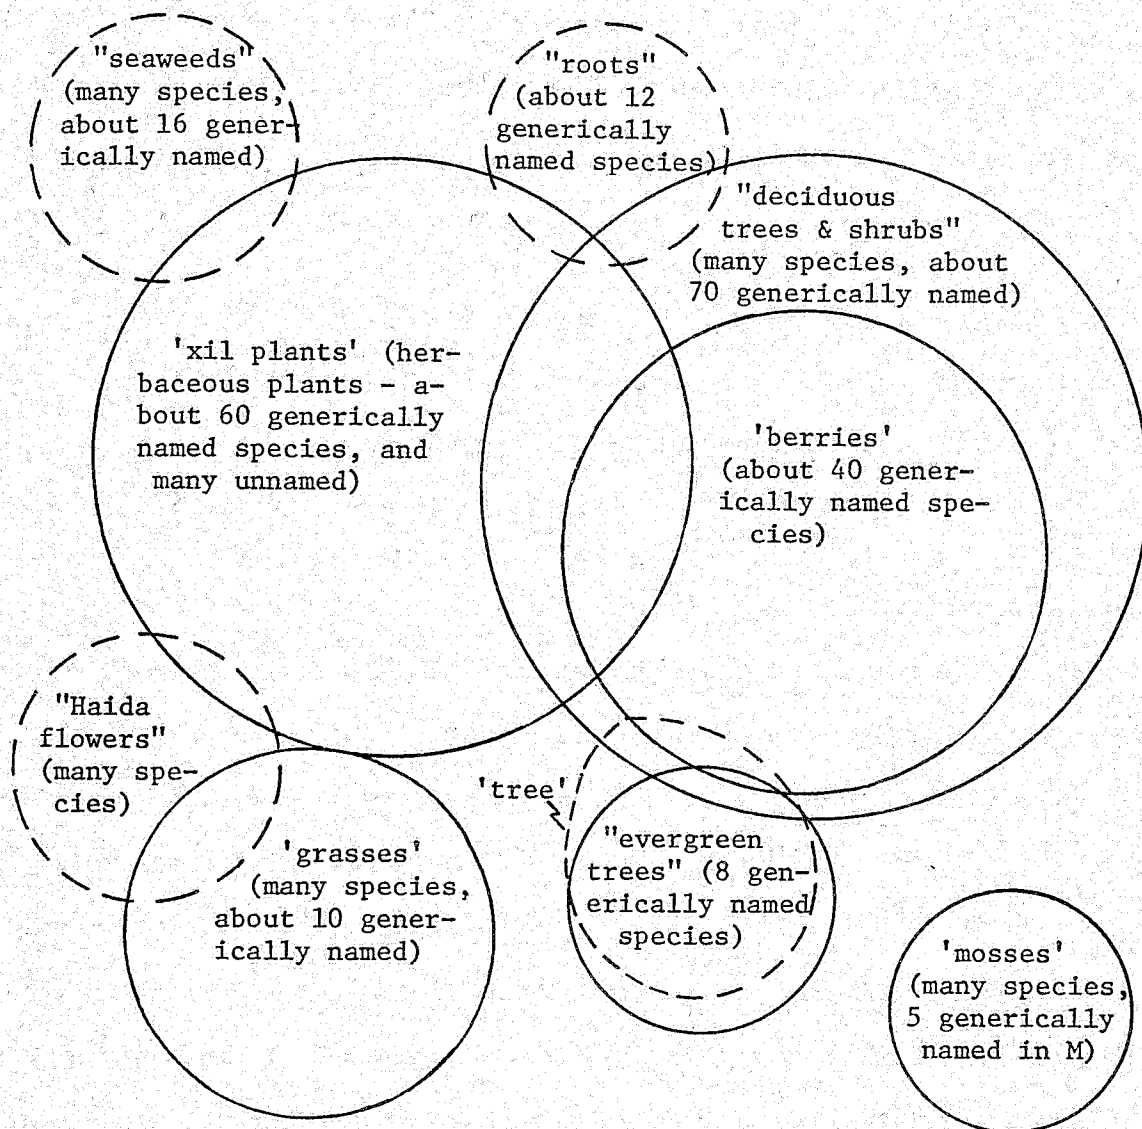 "seaweeds"
(many species,
about 16 gener-
ically named)
"roots"
(about 12
generically
named species)
"deciduous
trees & shrubs"
(many species, about
70 generically named)
'xil plants' (her-
baceous plants - a-
bout 60 generically
named species, and
many unnamed)
'berries'
(about 40 gener-
ically named spe-
cies)
"Haida
flowers"
(many spe-
cies)
'tree'
"evergreen
trees" (8 gen-
erically named
species)
'grasses'
(many species,
about 10 gener-
ically named)
'mosses'
(many species,
5 generically
named in M)